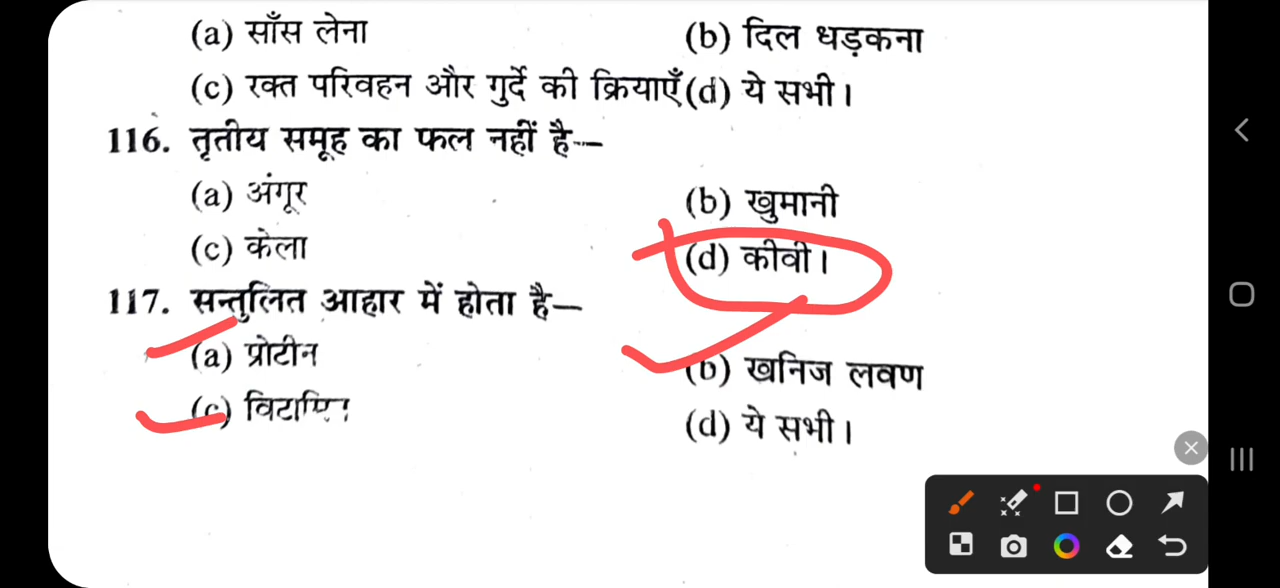 (a) साँस लेना (b) दिल धड़कना
(c) रक्त परिवहन और गुर्दे की क्रियाएँ (d) ये सभी।
116. तृतीय समूह का फल नहीं है—
(a) अंगूर (b) खुमानी
(c) केला (d) कीवी।
117. सन्तुलित आहार में होता है—
(a) प्रोटीन (b) खनिज लवण
(c) विटामिन (d) ये सभी।